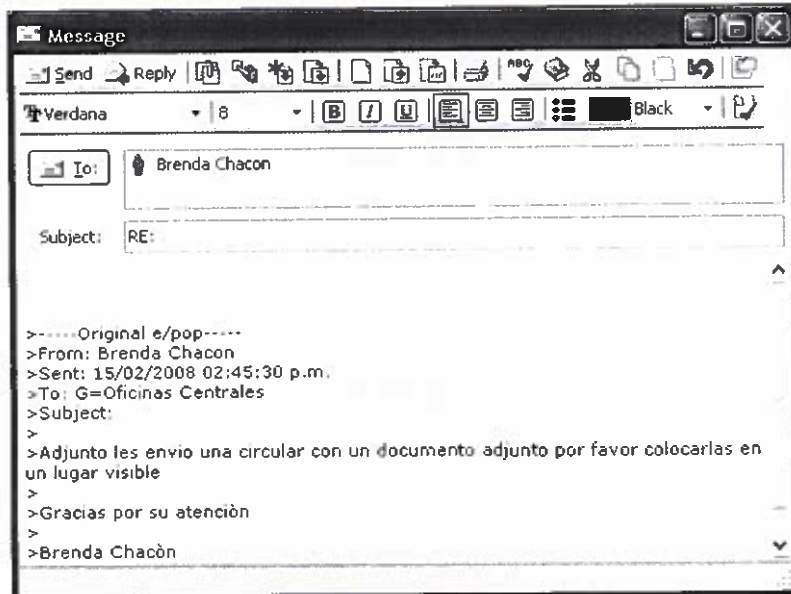 Message
Send Reply
Verdana 8 B I U Black
To: Brenda Chacon
Subject: RE:
>-----Original e/pop-----
>From: Brenda Chacon
>Sent: 15/02/2008 02:45:30 p.m.
>To: G=Oficinas Centrales
>Subject:
>
>Adjunto les envio una circular con un documento adjunto por favor colocarlas en
un lugar visible
>
>Gracias por su atenciòn
>
>Brenda Chacòn